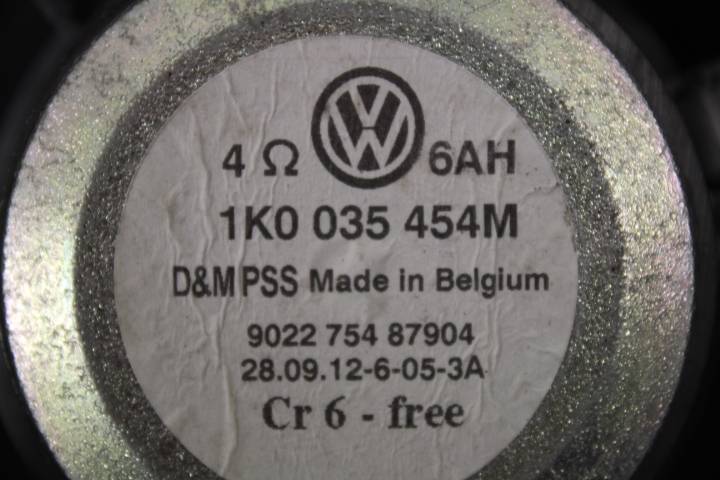 4 Ω VW 6AH
1K0 035 454M
D&M PSS Made in Belgium
9022 754 87904
28.09.12-6-05-3A
Cr 6 - free